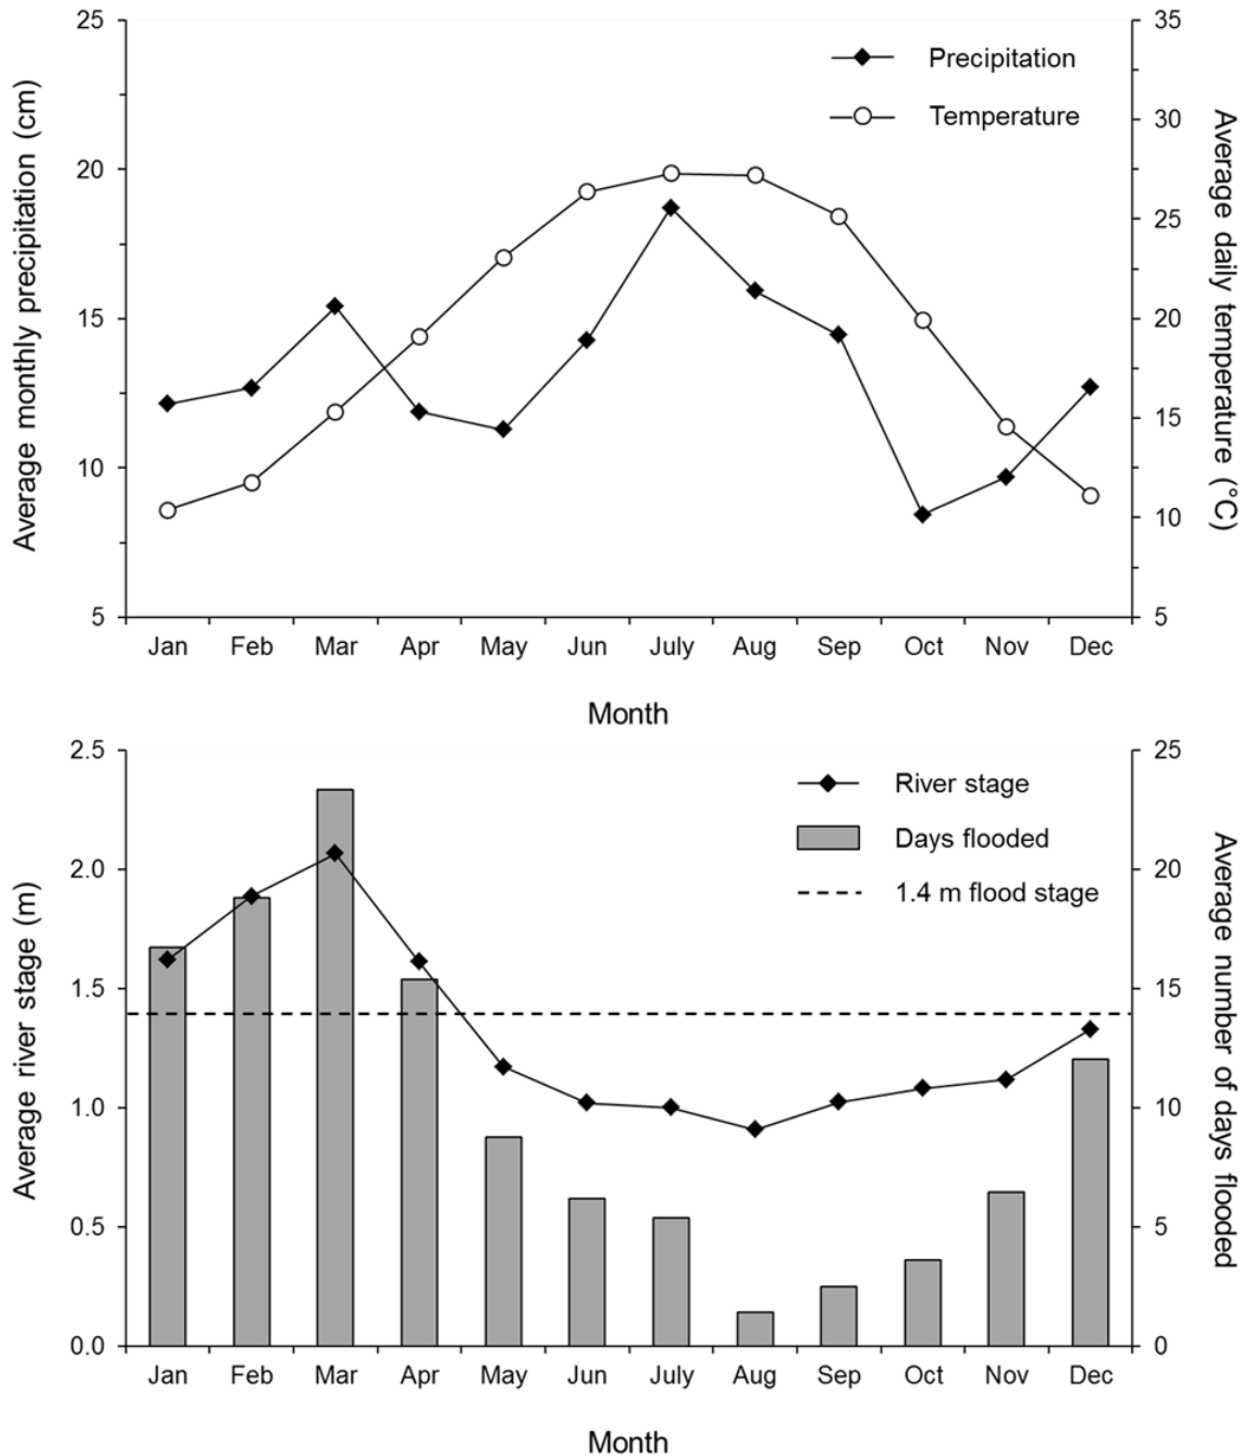 Average monthly precipitation (cm)
25
20
15
10
5
Precipitation
Temperature
35
30
25
20
15
10
5
Average daily temperature (°C)
Jan Feb Mar Apr May Jun July Aug Sep Oct Nov Dec
Month
Average river stage (m)
2.5
2.0
1.5
1.0
0.5
0.0
River stage
Days flooded
1.4 m flood stage
25
20
15
10
5
0
Average number of days flooded
Jan Feb Mar Apr May Jun July Aug Sep Oct Nov Dec
Month